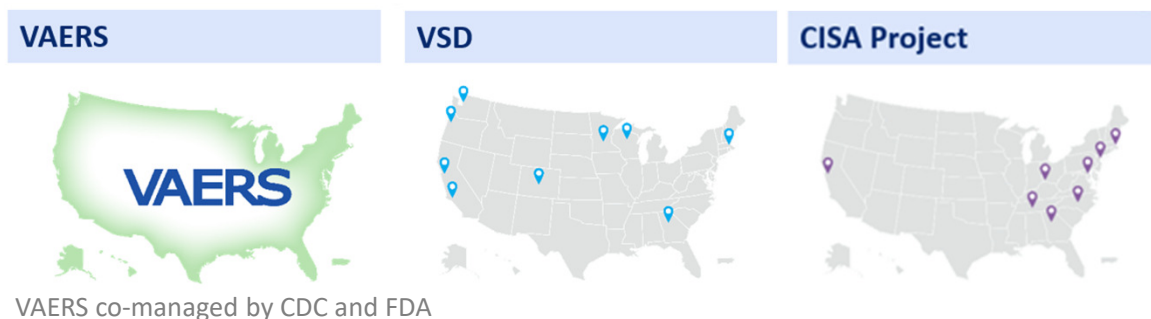 VAERS
VSD
CISA Project
VAERS
VAERS co-managed by CDC and FDA